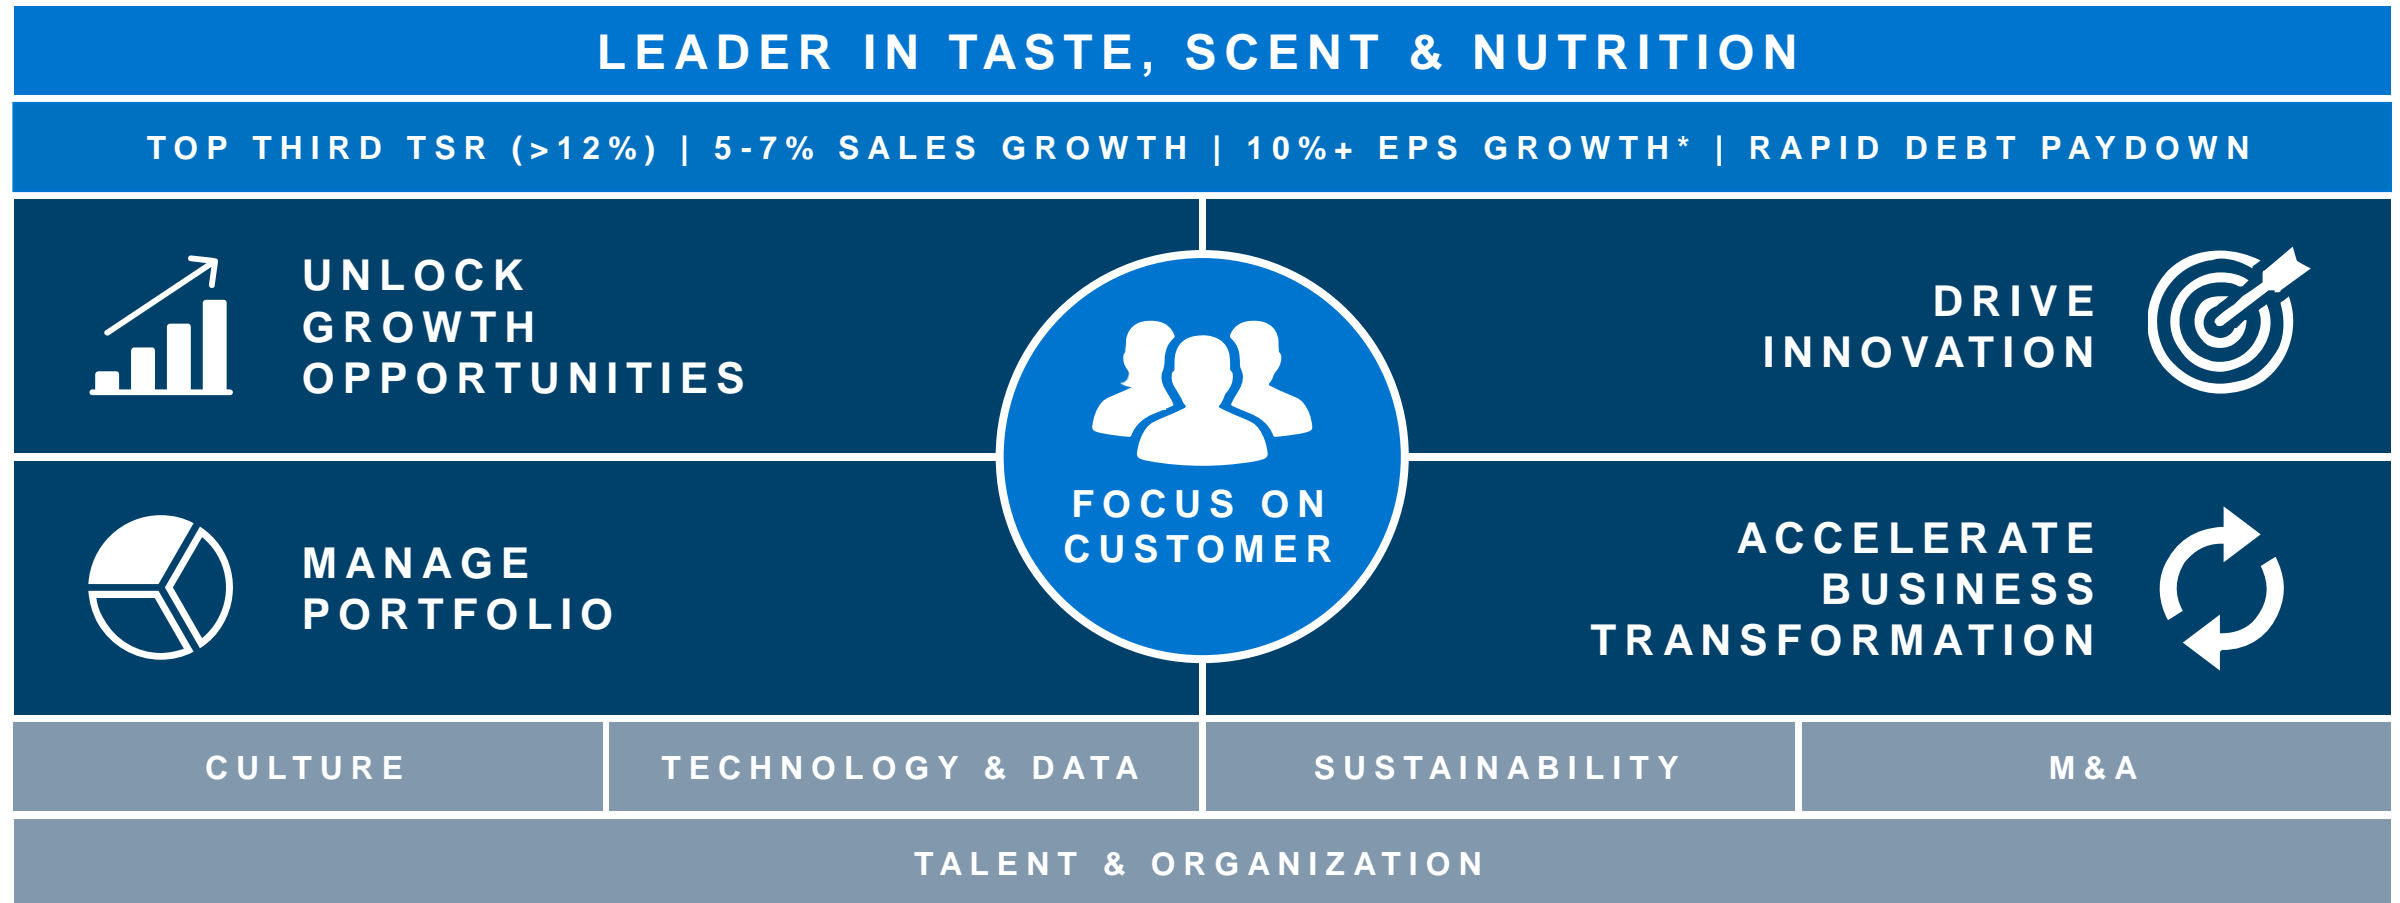 LEADER IN TASTE, SCENT & NUTRITION
TOP THIRD TSR (>12%) | 5-7% SALES GROWTH | 10%+ EPS GROWTH* | RAPID DEBT PAYDOWN
UNLOCK
GROWTH
OPPORTUNITIES
DRIVE
INNOVATION
FOCUS ON
CUSTOMER
MANAGE
PORTFOLIO
ACCELERATE
BUSINESS
TRANSFORMATION
CULTURE
TECHNOLOGY & DATA
SUSTAINABILITY
M&A
TALENT & ORGANIZATION